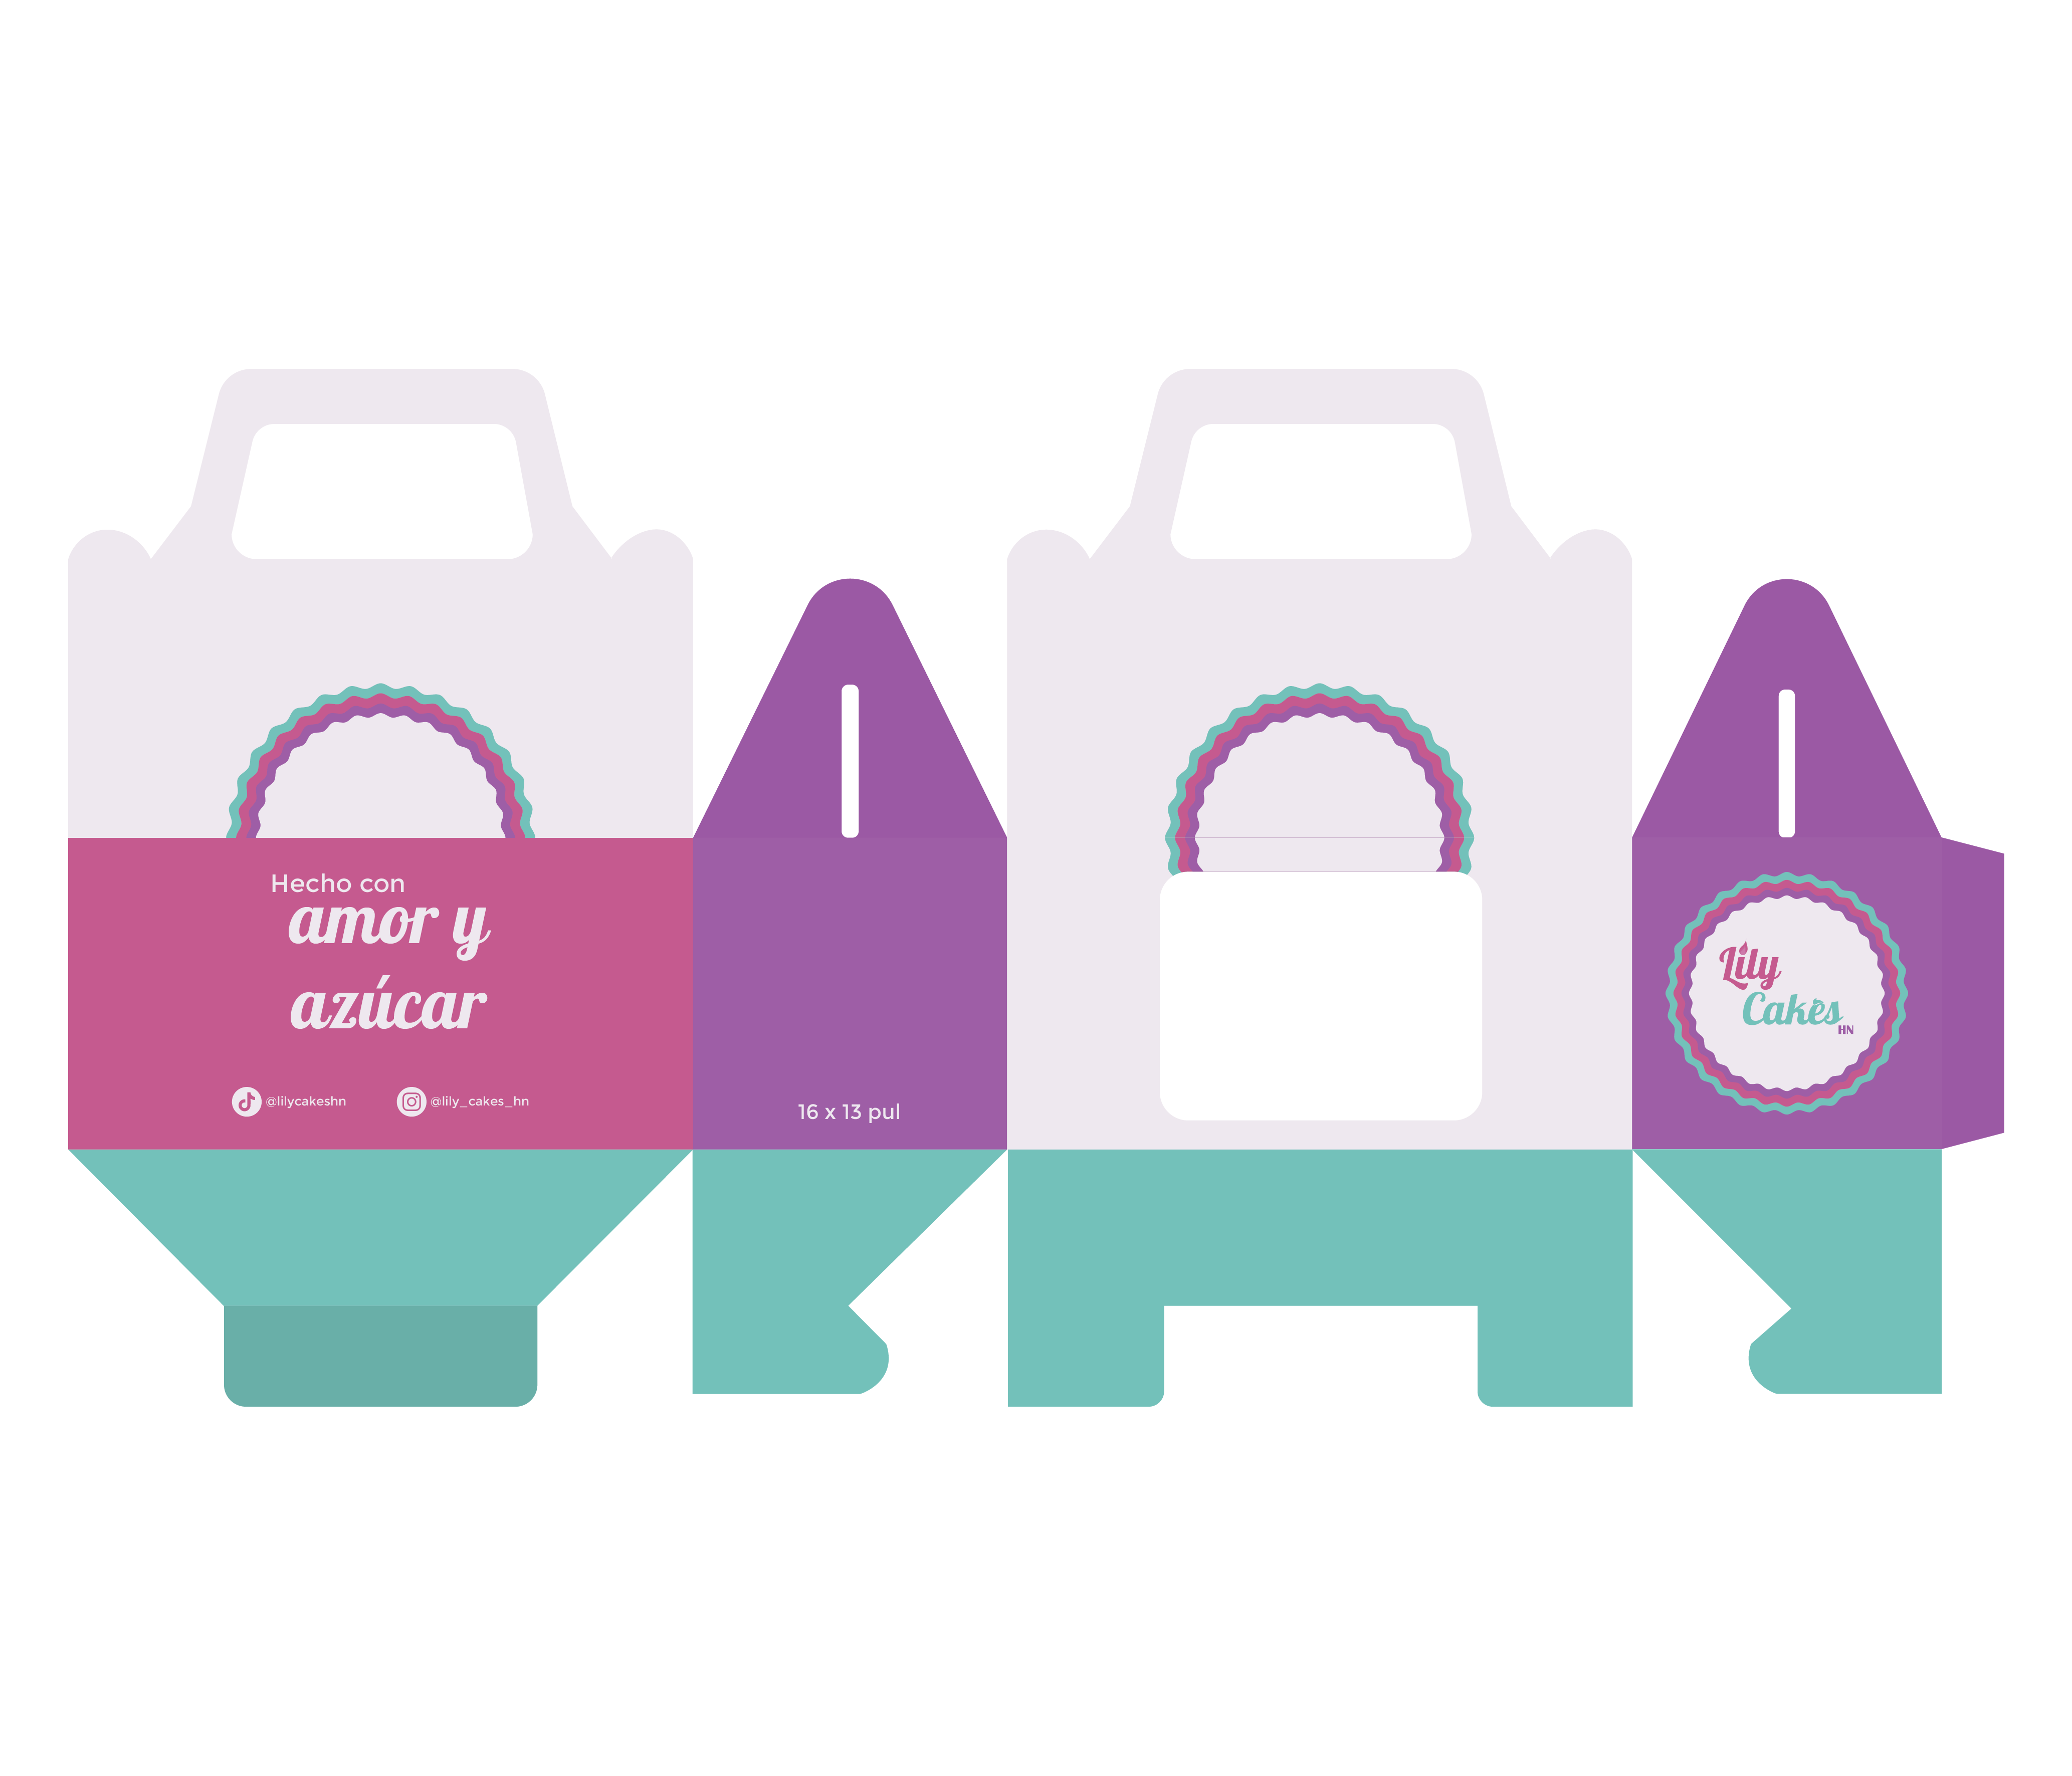 Hecho con
amor y
azúcar
@lilycakeshn
@lily_cakes_hn
16 x 13 pul
Lily
Cakes
HN